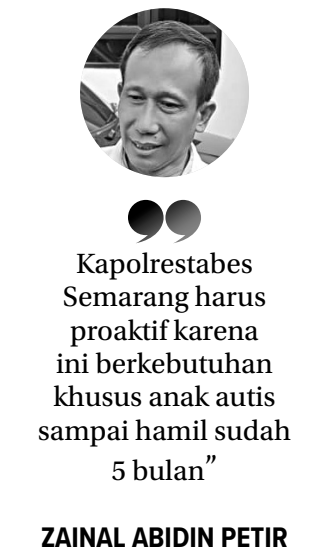 Kapolrestabes
Semarang harus
proaktif karena
ini berkebutuhan
khusus anak autis
sampai hamil sudah
5 bulan”
ZAINAL ABIDIN PETIR